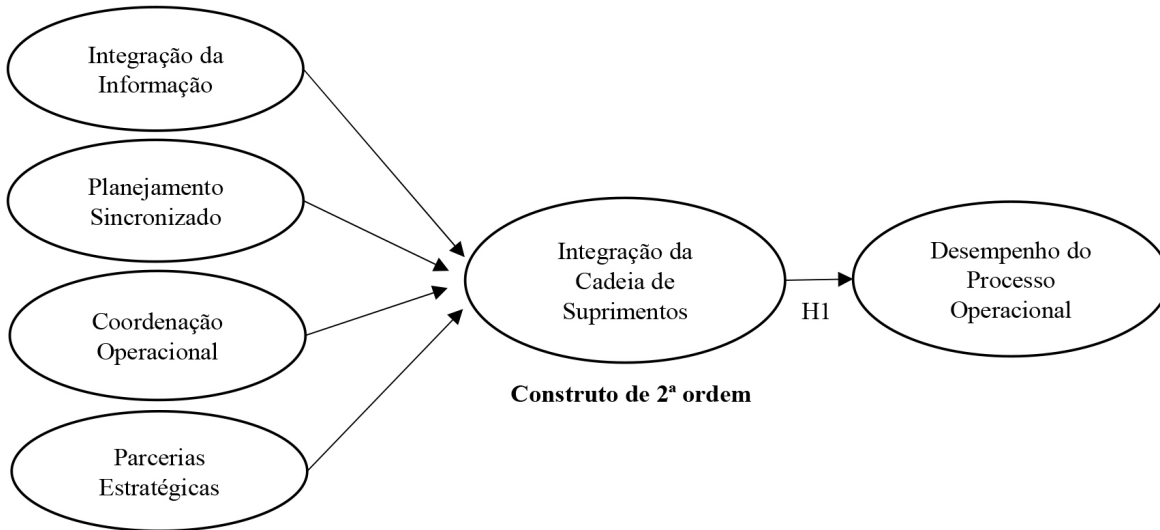 Integração da
Informação
Planejamento
Sincronizado
Coordenação
Operacional
Parcerias
Estratégicas
Integração da
Cadeia de
Suprimentos
Construto de 2ª ordem
H1
Desempenho do
Processo
Operacional